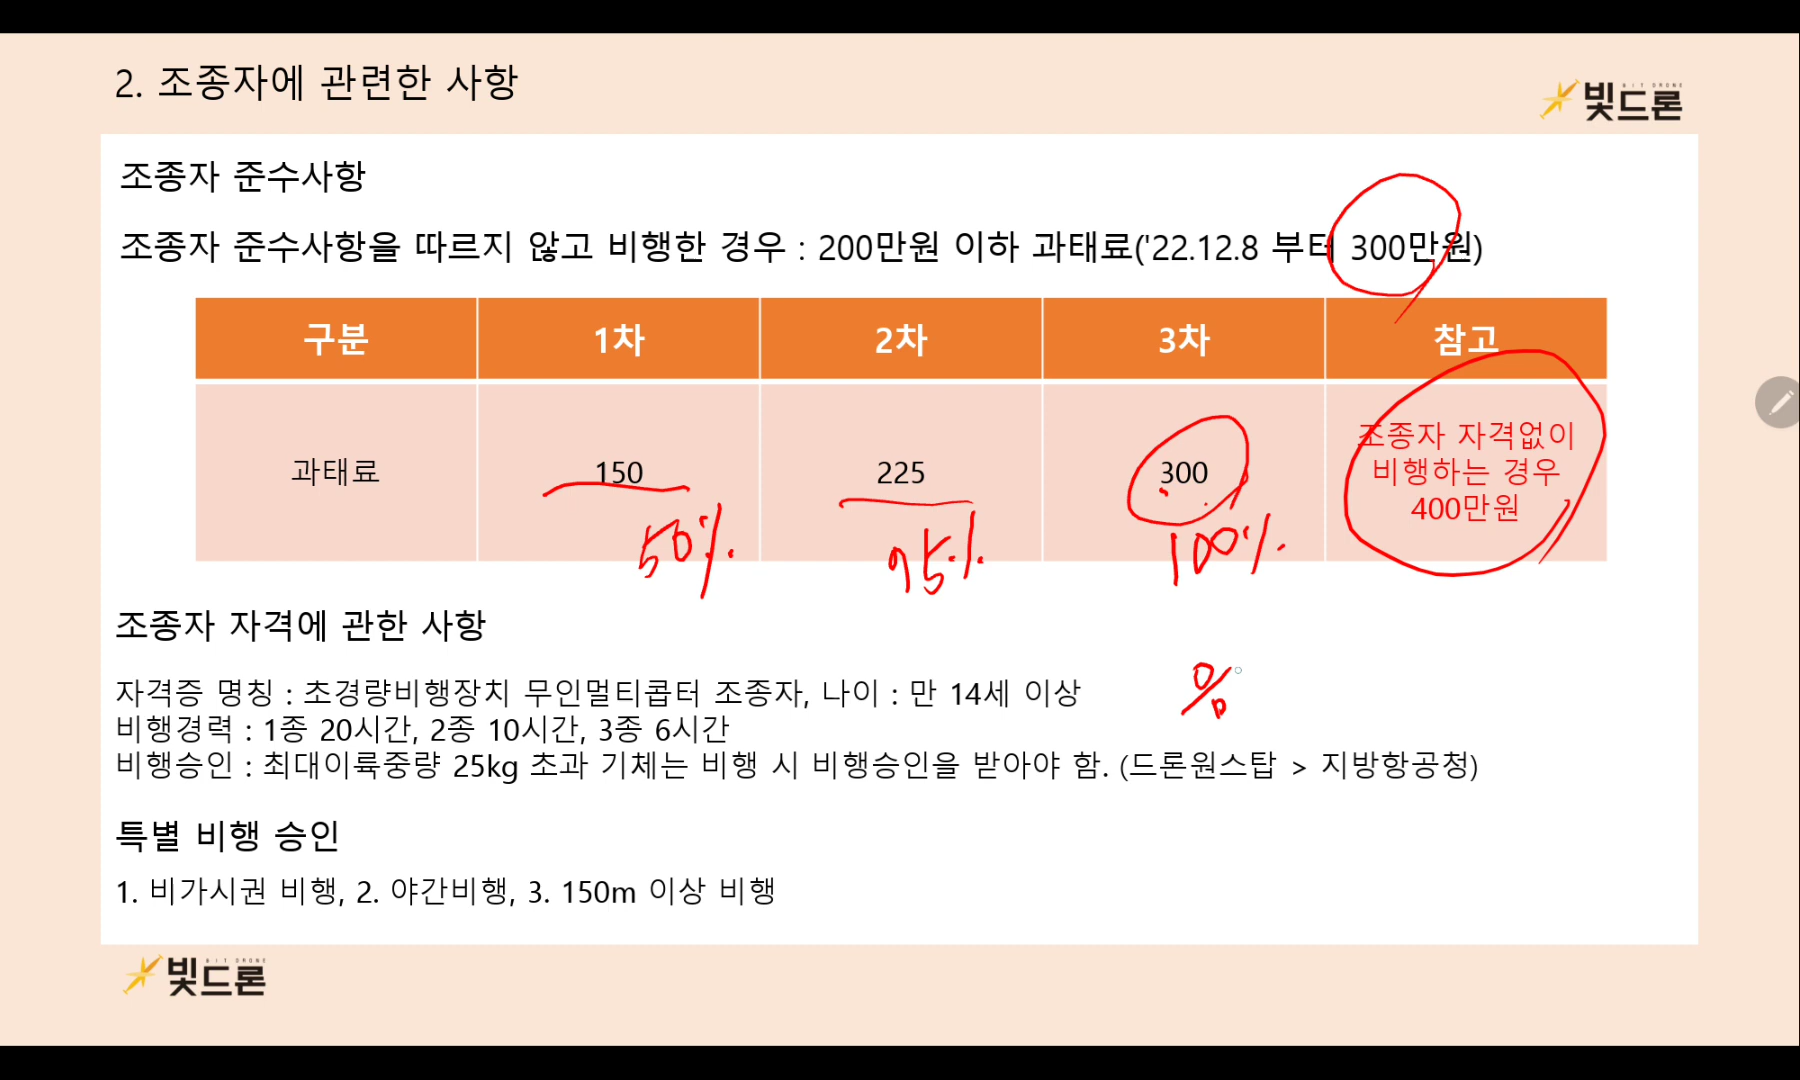 2. 조종자에 관련한 사항
BIT DRONE
빛드론
조종자 준수사항
조종자 준수사항을 따르지 않고 비행한 경우 : 200만원 이하 과태료('22.12.8 부터 300만원)
구분 1차 2차 3차 참고
과태료 150 225 300 조종자 자격없이
비행하는 경우
400만원
50% 75% 100%
조종자 자격에 관한 사항
자격증 명칭 : 초경량비행장치 무인멀티콥터 조종자, 나이 : 만 14세 이상
%
비행경력 : 1종 20시간, 2종 10시간, 3종 6시간
비행승인 : 최대이륙중량 25kg 초과 기체는 비행 시 비행승인을 받아야 함. (드론원스탑 > 지방항공청)
특별 비행 승인
1. 비가시권 비행, 2. 야간비행, 3. 150m 이상 비행
BIT DRONE
빛드론